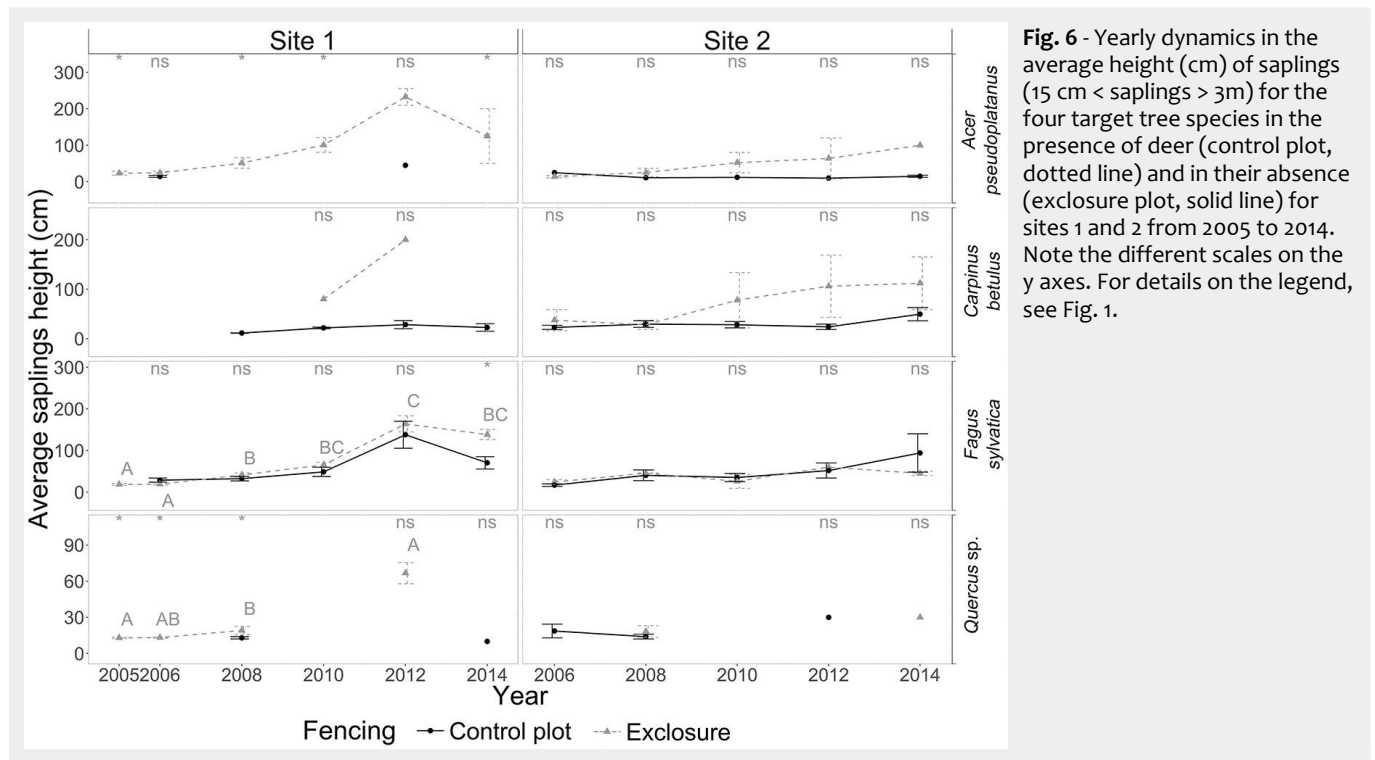 Site 1
Site 2
* ns * * ns *
ns ns ns ns ns
300
200
100
0
Acer
pseudoplatanus
ns ns
ns ns ns ns ns
200
100
0
Carpinus
betulus
ns ns ns ns *
ns ns ns ns ns
300
200
100
0
A A B BC C BC
Fagus
sylvatica
* * * ns ns
ns ns ns ns
90
60
30
0
A AB B A
Quercus sp.
Average saplings height (cm)
2005 2006 2008 2010 2012 2014
2006 2008 2010 2012 2014
Year
Fencing Control plot Exclosure
Fig. 6 - Yearly dynamics in the
average height (cm) of saplings
(15 cm < saplings > 3m) for the
four target tree species in the
presence of deer (control plot,
dotted line) and in their absence
(exclosure plot, solid line) for
sites 1 and 2 from 2005 to 2014.
Note the different scales on the
y axes. For details on the legend,
see Fig. 1.